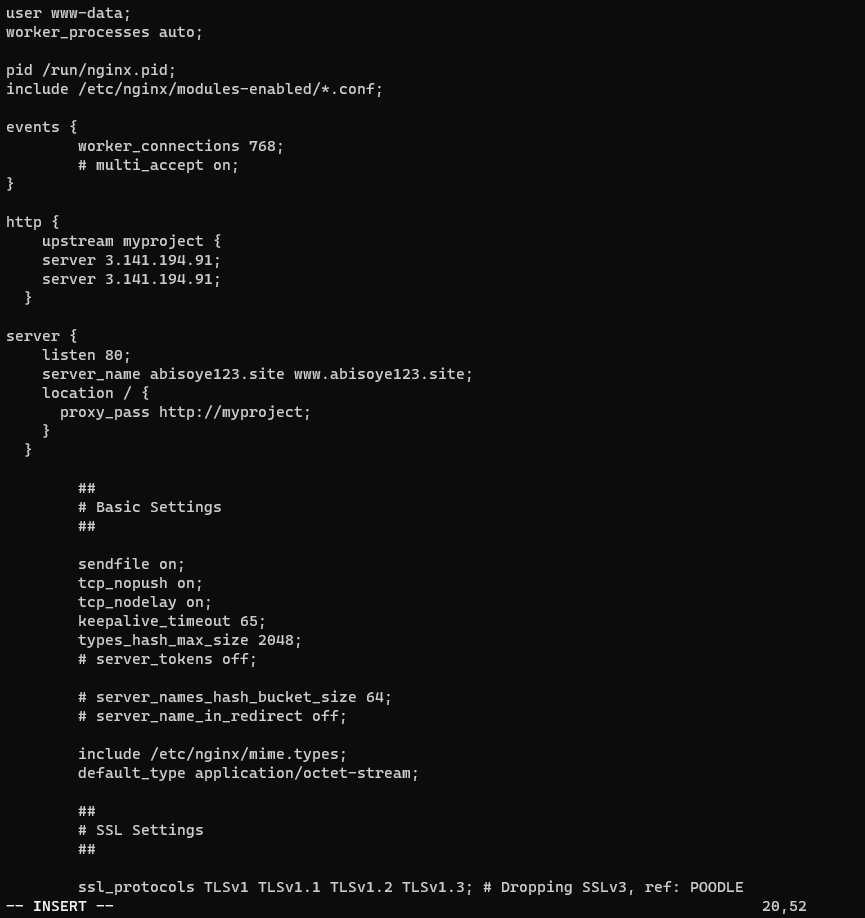 user www-data;
worker_processes auto;
pid /run/nginx.pid;
include /etc/nginx/modules-enabled/*.conf;
events {
        worker_connections 768;
        # multi_accept on;
}
http {
    upstream myproject {
    server 3.141.194.91;
    server 3.141.194.91;
  }
server {
    listen 80;
    server_name abisoye123.site www.abisoye123.site;
    location / {
      proxy_pass http://myproject;
    }
  }
        ##
        # Basic Settings
        ##
        sendfile on;
        tcp_nopush on;
        tcp_nodelay on;
        keepalive_timeout 65;
        types_hash_max_size 2048;
        # server_tokens off;
        # server_names_hash_bucket_size 64;
        # server_name_in_redirect off;
        include /etc/nginx/mime.types;
        default_type application/octet-stream;
        ##
        # SSL Settings
        ##
        ssl_protocols TLSv1 TLSv1.1 TLSv1.2 TLSv1.3; # Dropping SSLv3, ref: POODLE
-- INSERT -- 20,52